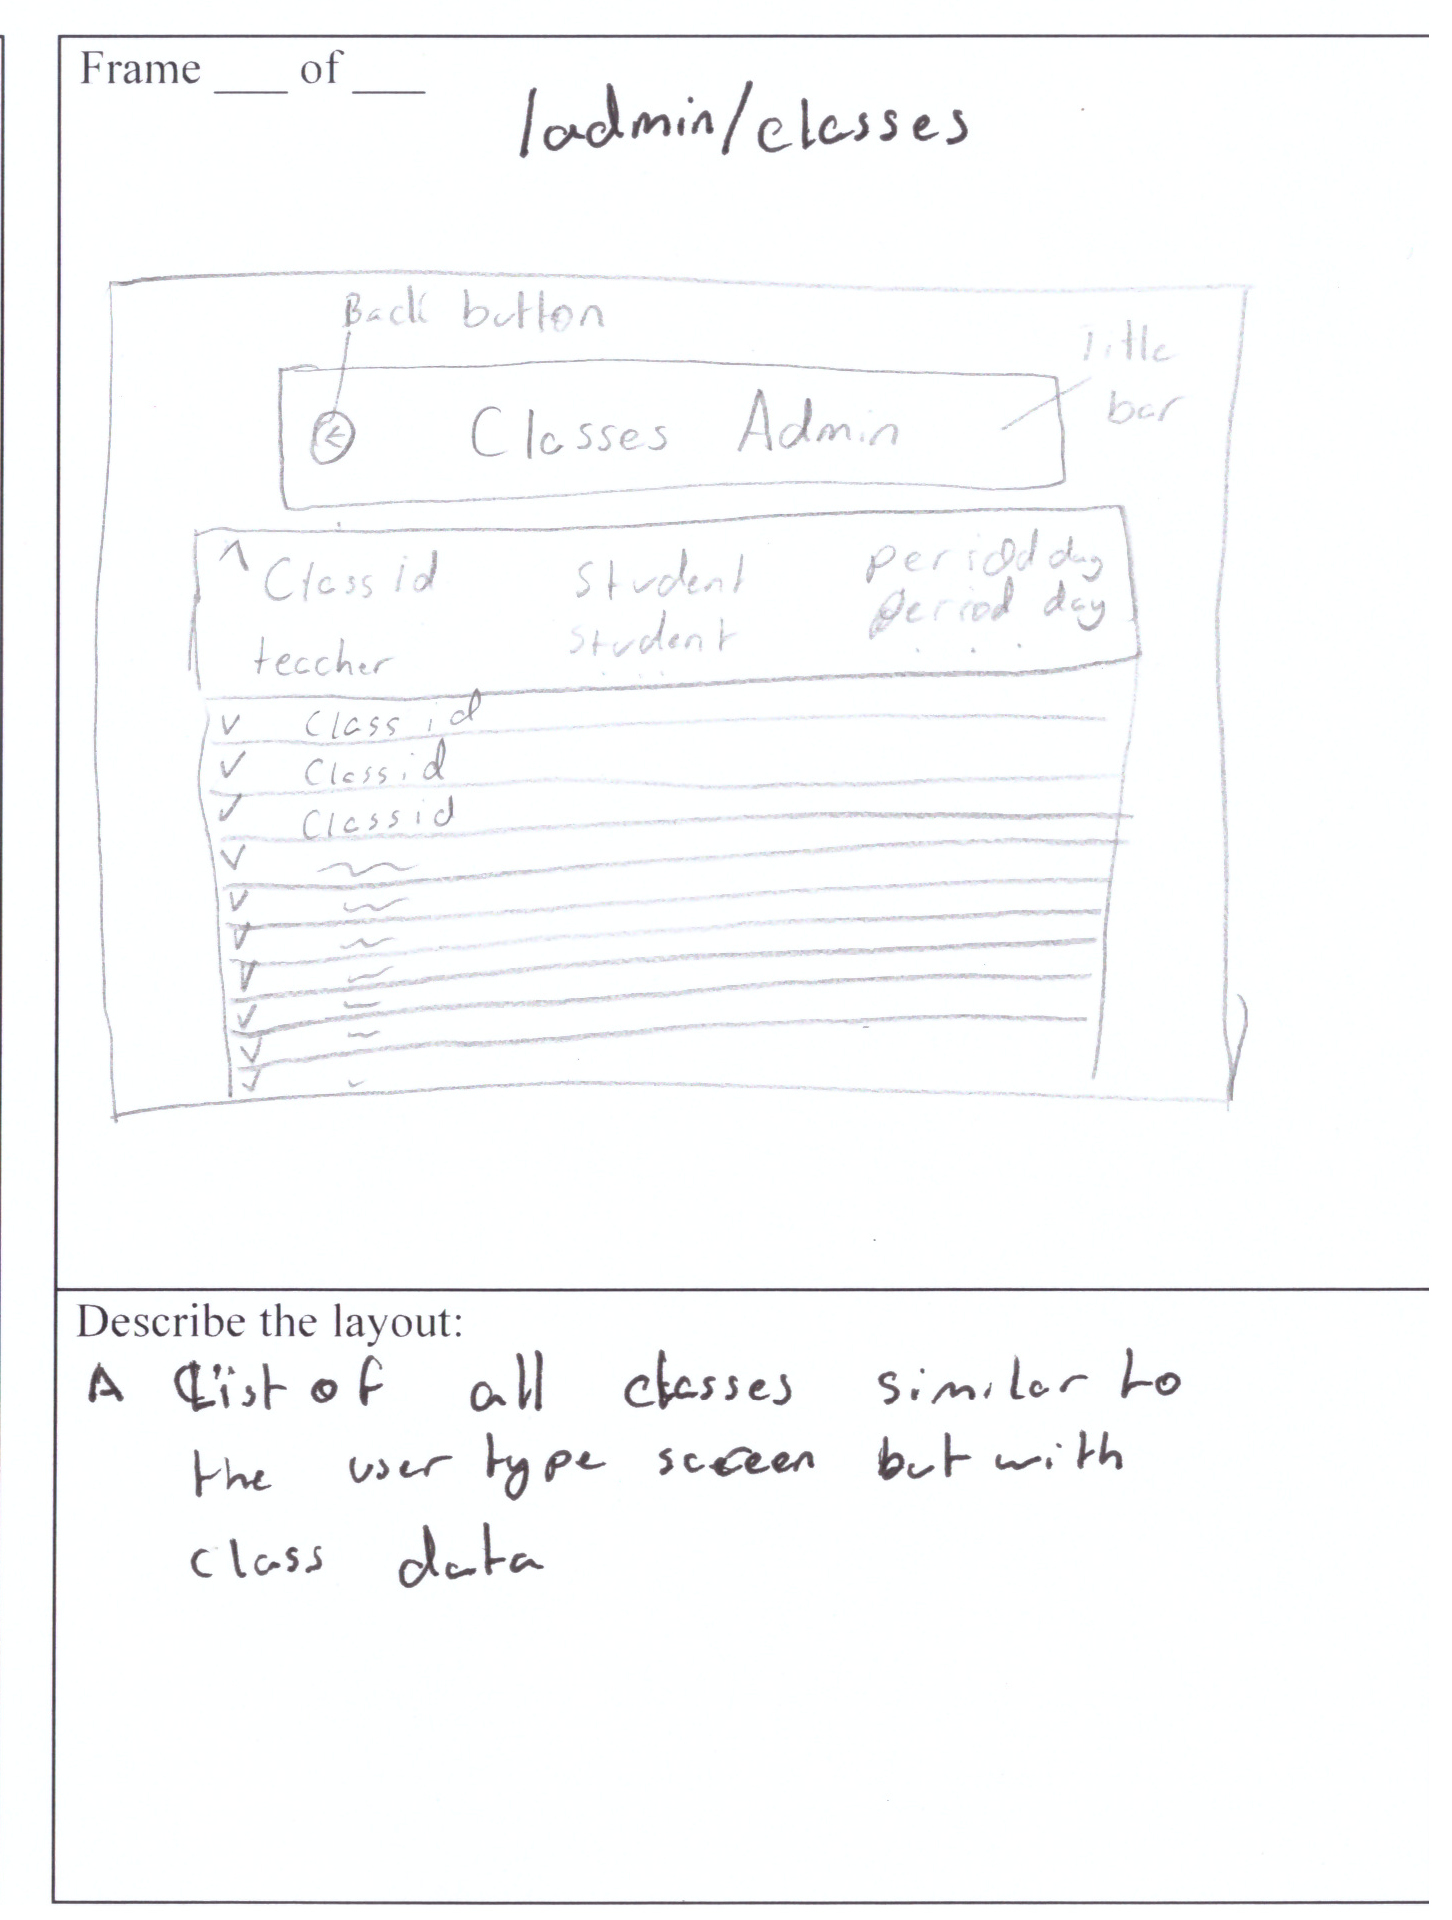 Frame ___ of ___
/admin/classes
Back button
Title
bar
Classes Admin
Class id Student period day
teacher Student period day
Class id
Class id
Class id
Describe the layout:
A List of all classes similar to
the user type screen but with
class data